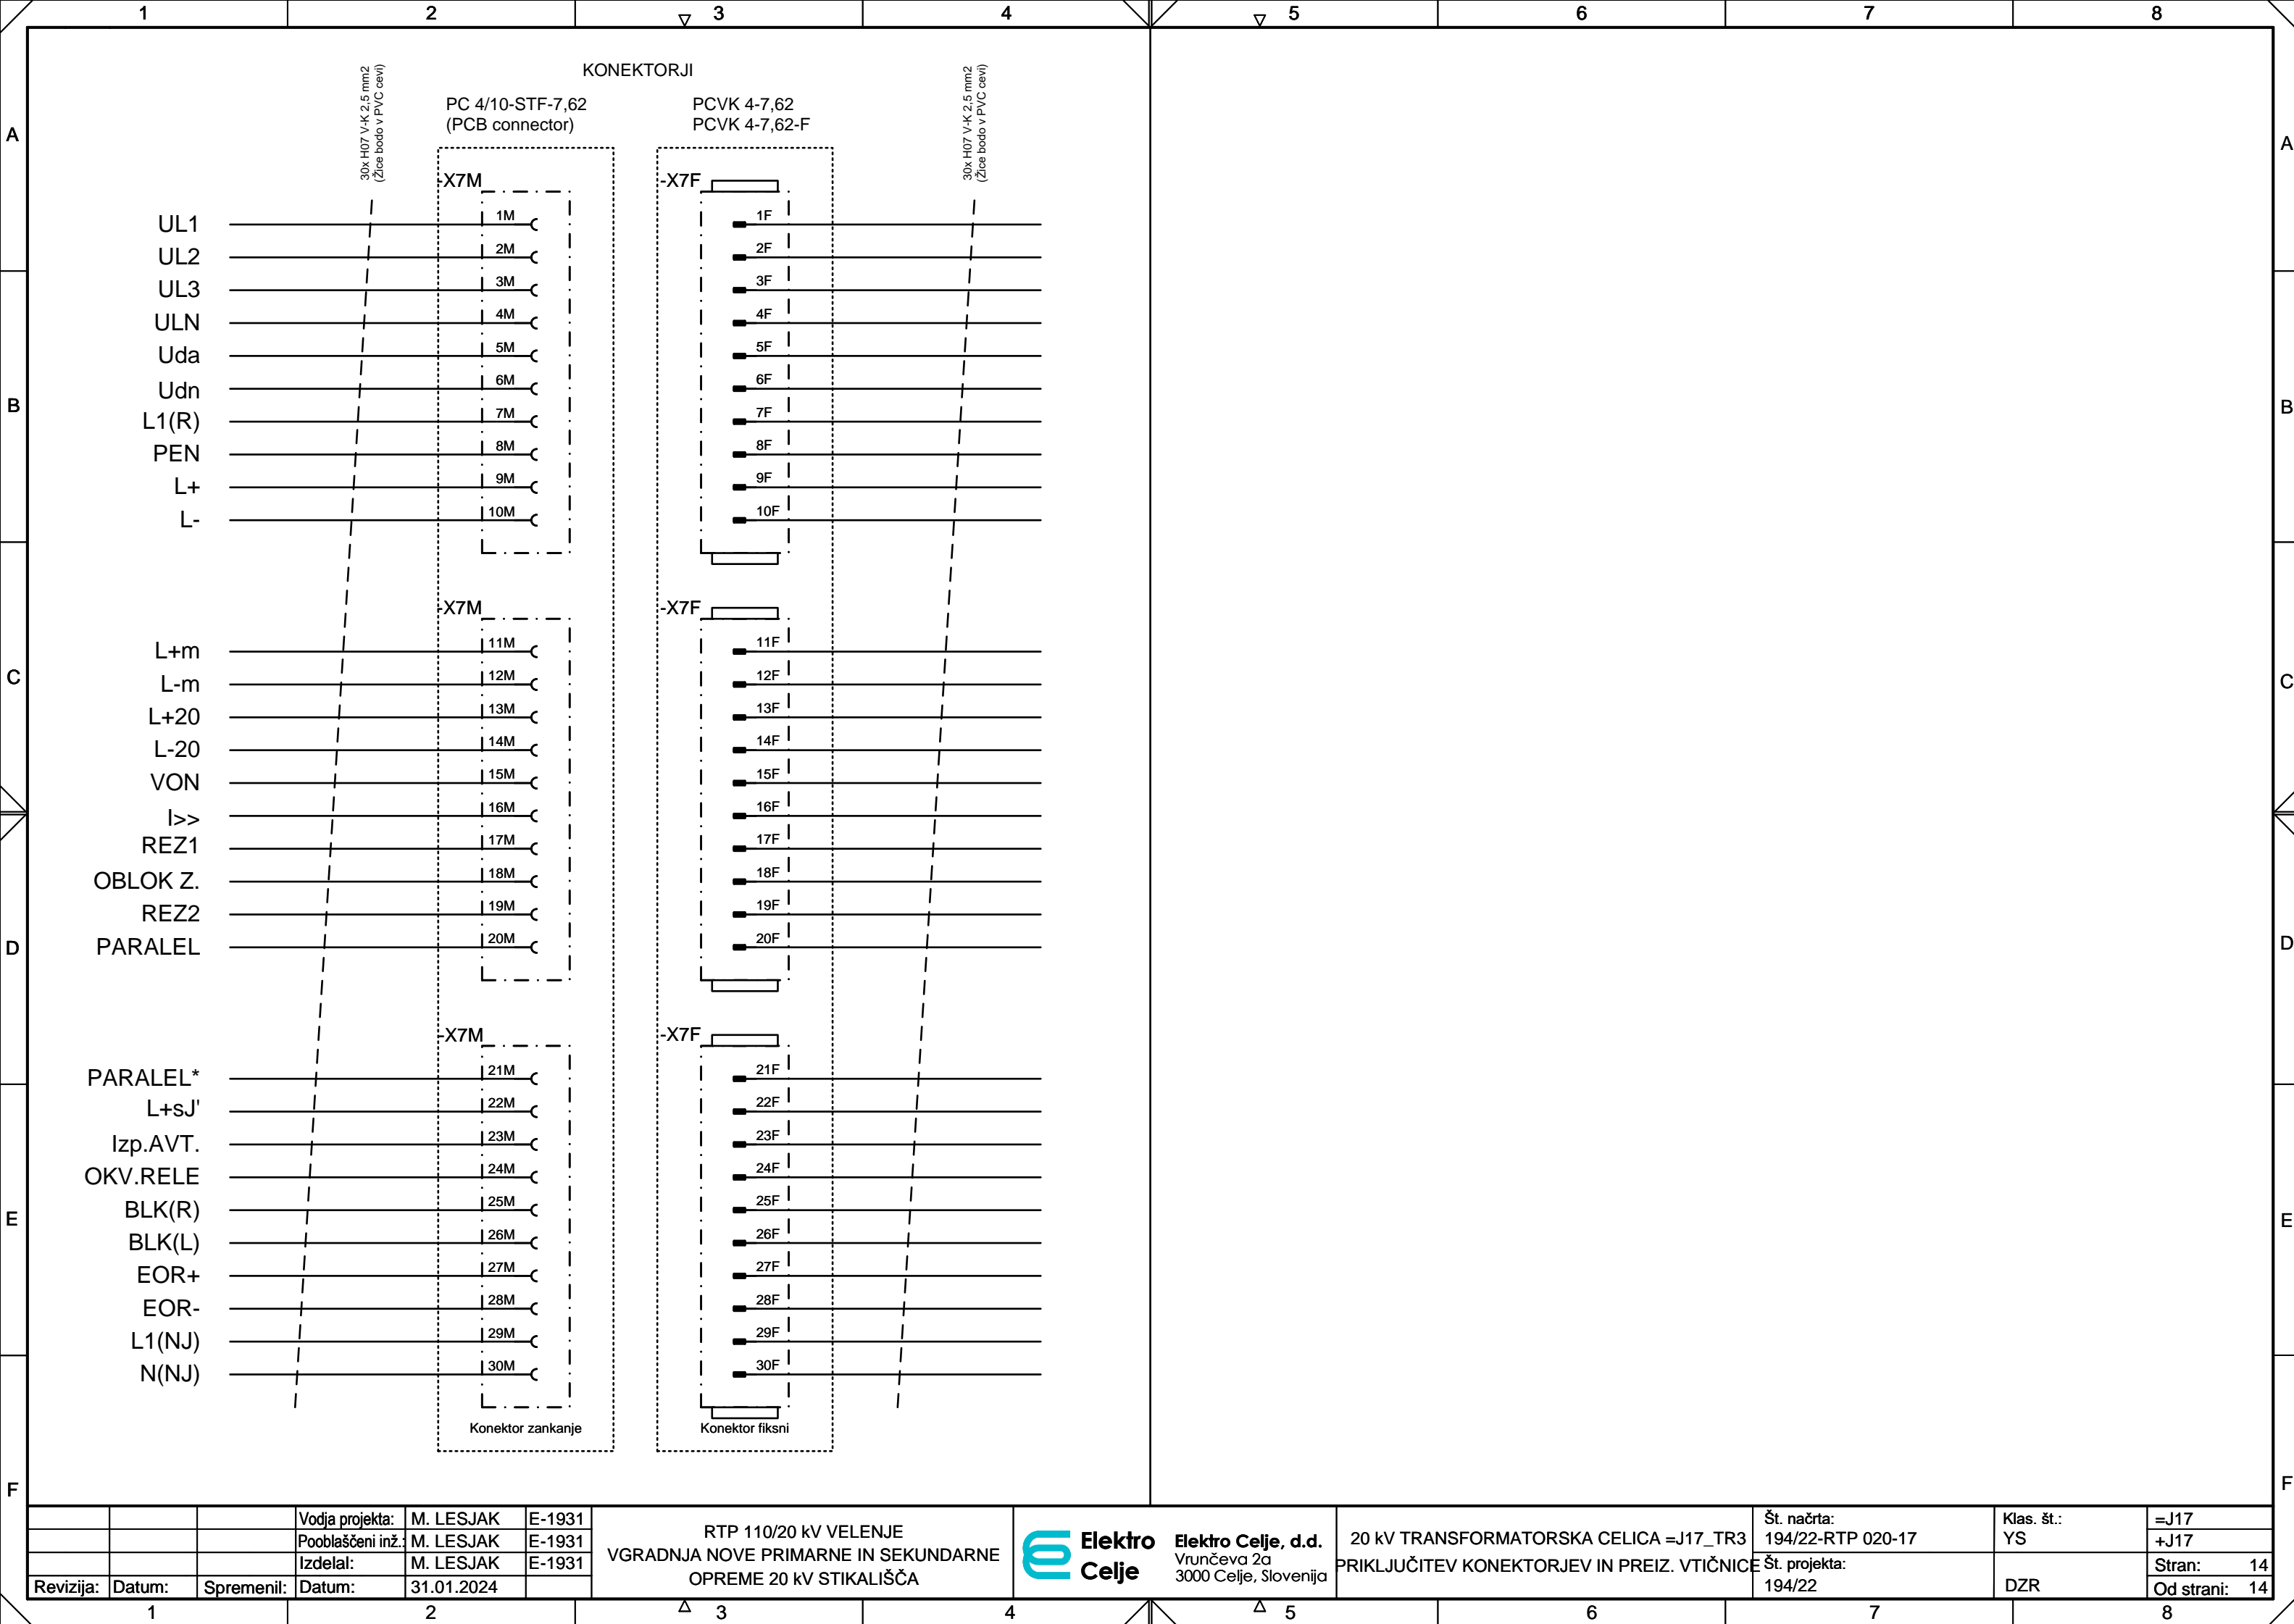 1 2 3 4 5 6 7 8
KONEKTORJI
30x H07 V-K 2,5 mm2
(Žice bodo v PVC cevi)
PC 4/10-STF-7,62
(PCB connector)
PCVK 4-7,62
PCVK 4-7,62-F
30x H07 V-K 2,5 mm2
(Žice bodo v PVC cevi)
A A
-X7M -X7F
UL1 1M 1F
UL2 2M 2F
UL3 3M 3F
ULN 4M 4F
Uda 5M 5F
Udn 6M 6F
B B
L1(R) 7M 7F
PEN 8M 8F
L+ 9M 9F
L- 10M 10F
-X7M -X7F
L+m 11M 11F
C C
L-m 12M 12F
L+20 13M 13F
L-20 14M 14F
VON 15M 15F
I>> 16M 16F
REZ1 17M 17F
OBLOK Z. 18M 18F
REZ2 19M 19F
D D
PARALEL 20M 20F
-X7M -X7F
PARALEL* 21M 21F
L+sJ' 22M 22F
Izp.AVT. 23M 23F
OKV.RELE 24M 24F
BLK(R) 25M 25F
E E
BLK(L) 26M 26F
EOR+ 27M 27F
EOR- 28M 28F
L1(NJ) 29M 29F
N(NJ) 30M 30F
Konektor zankanje Konektor fiksni
F F
Vodja projekta: M. LESJAK E-1931
Pooblaščeni inž.: M. LESJAK E-1931
Izdelal: M. LESJAK E-1931
Revizija: Datum: Spremenil: Datum: 31.01.2024
RTP 110/20 kV VELENJE
VGRADNJA NOVE PRIMARNE IN SEKUNDARNE
OPREME 20 kV STIKALIŠČA
Elektro
Celje
Elektro Celje, d.d.
Vrunčeva 2a
3000 Celje, Slovenija
20 kV TRANSFORMATORSKA CELICA =J17_TR3
PRIKLJUČITEV KONEKTORJEV IN PREIZ. VTIČNICE
Št. načrta:
194/22-RTP 020-17
Št. projekta:
194/22
Klas. št.:
YS
DZR
=J17
+J17
Stran: 14
Od strani: 14
1 2 3 4 5 6 7 8